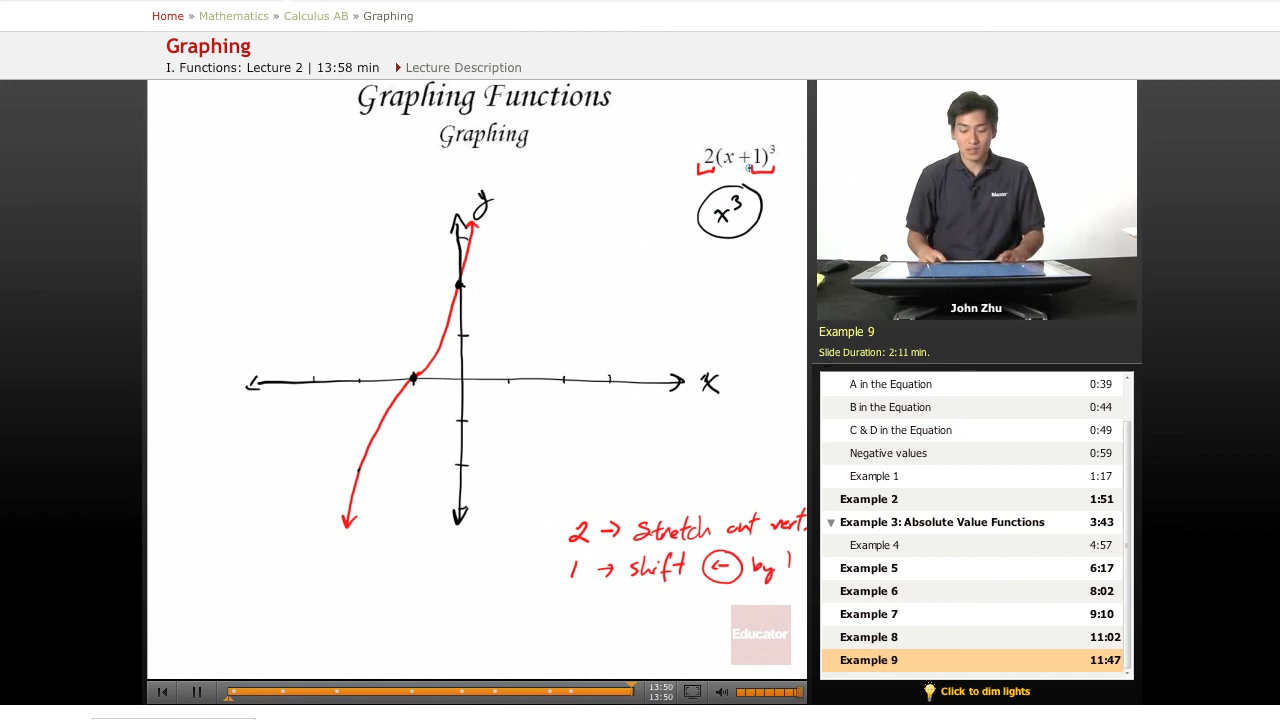 Home » Mathematics » Calculus AB » Graphing
Graphing
I. Functions: Lecture 2 | 13:58 min
Lecture Description
Graphing Functions
Graphing
2(x+1)³
x³
y
x
2 → Stretch out vert.
1 → shift ← by 1
Educator
Educator
John Zhu
Example 9
Slide Duration: 2:11 min.
A in the Equation 0:39
B in the Equation 0:44
C & D in the Equation 0:49
Negative values 0:59
Example 1 1:17
Example 2 1:51
Example 3: Absolute Value Functions 3:43
Example 4 4:57
Example 5 6:17
Example 6 8:02
Example 7 9:10
Example 8 11:02
Example 9 11:47
13:50
13:50
Click to dim lights